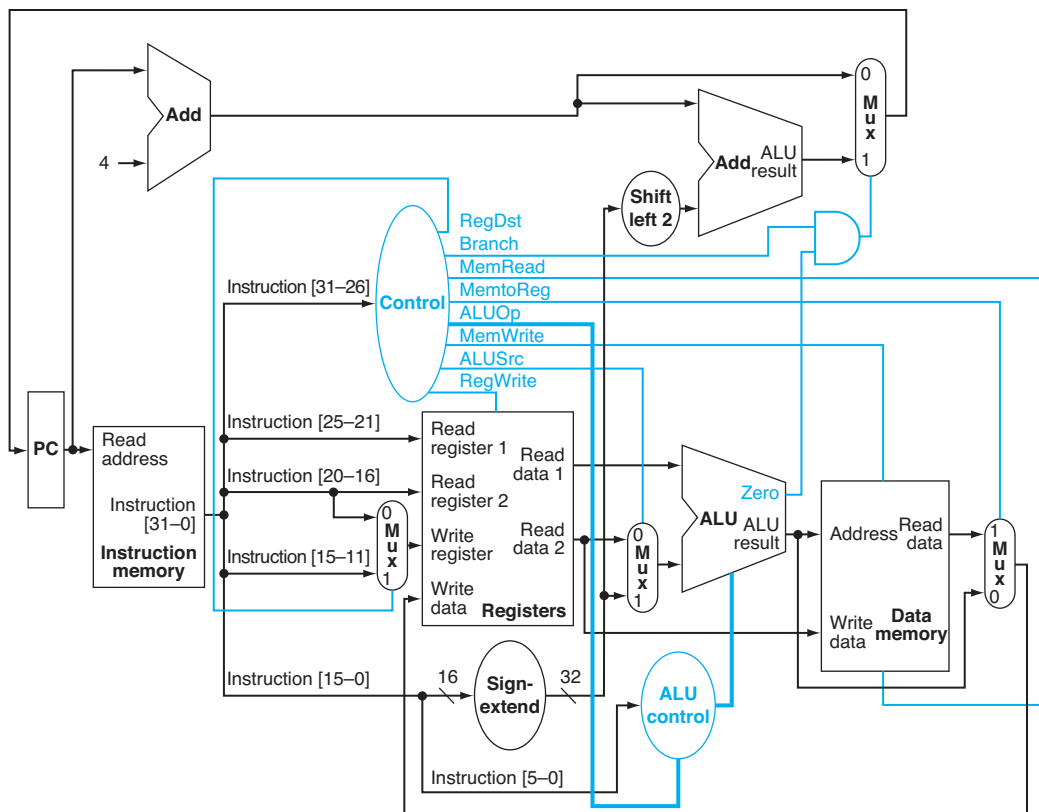 0
M
u
x
1
Add
4
Add
ALU
result
Shift
left 2
RegDst
Branch
MemRead
MemtoReg
ALUOp
MemWrite
ALUSrc
RegWrite
Control
Instruction [31–26]
PC
Read
address
Instruction
[31–0]
Instruction
memory
Instruction [25–21]
Instruction [20–16]
Instruction [15–11]
0
M
u
x
1
Read
register 1
Read
register 2
Write
register
Write
data
Read
data 1
Read
data 2
Registers
0
M
u
x
1
Zero
ALU
ALU
result
Address
Read
data
Write
data
Data
memory
1
M
u
x
0
Instruction [15–0]
16
Sign-
extend
32
ALU
control
Instruction [5–0]